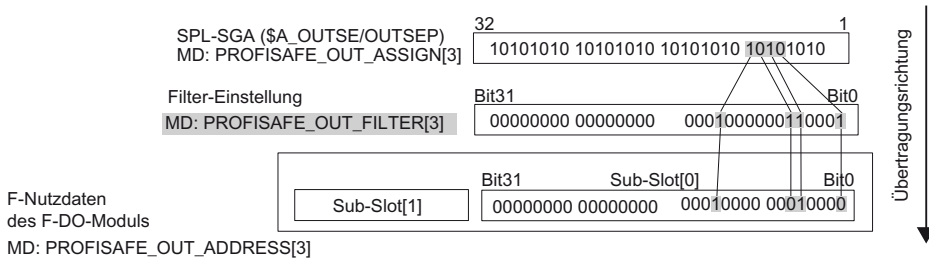 32 1
SPL-SGA ($A_OUTSE/OUTSEP)
MD: PROFISAFE_OUT_ASSIGN[3]
10101010 10101010 10101010 10101010
Filter-Einstellung
Bit31 Bit0
MD: PROFISAFE_OUT_FILTER[3]
00000000 00000000 0001000000110001
Bit31 Sub-Slot[0] Bit0
F-Nutzdaten
des F-DO-Moduls
Sub-Slot[1]
00000000 00000000 00010000 00010000
MD: PROFISAFE_OUT_ADDRESS[3]
Übertragungsrichtung